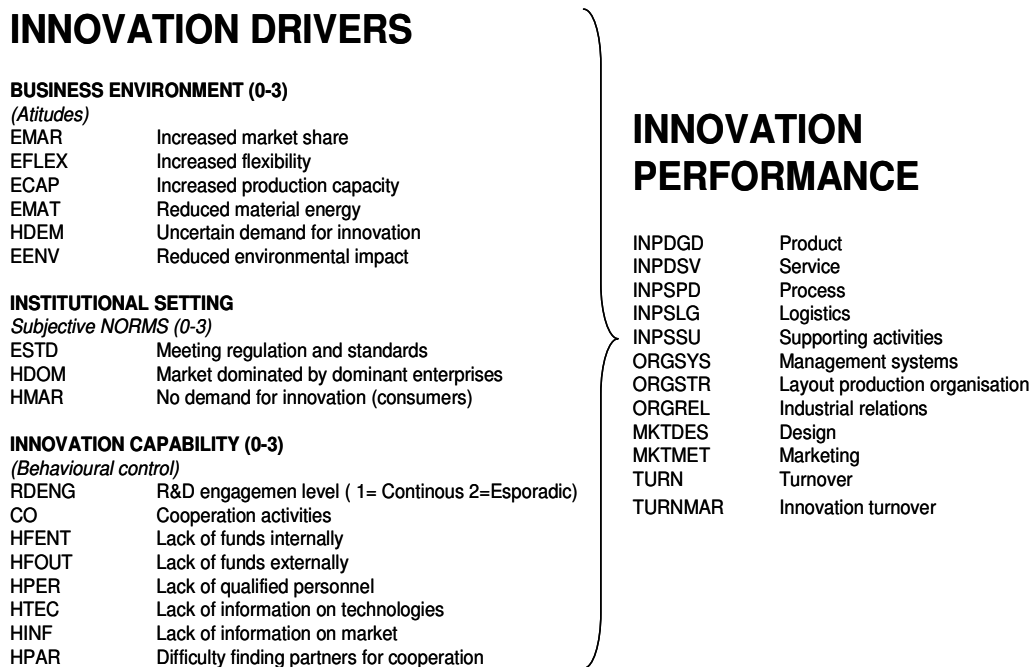 INNOVATION DRIVERS
BUSINESS ENVIRONMENT (0-3)
(Atitudes)
EMAR Increased market share
EFLEX Increased flexibility
ECAP Increased production capacity
EMAT Reduced material energy
HDEM Uncertain demand for innovation
EENV Reduced environmental impact
INSTITUTIONAL SETTING
Subjective NORMS (0-3)
ESTD Meeting regulation and standards
HDOM Market dominated by dominant enterprises
HMAR No demand for innovation (consumers)
INNOVATION CAPABILITY (0-3)
(Behavioural control)
RDENG R&D engagemen level ( 1= Continous 2=Esporadic)
CO Cooperation activities
HFENT Lack of funds internally
HFOUT Lack of funds externally
HPER Lack of qualified personnel
HTEC Lack of information on technologies
HINF Lack of information on market
HPAR Difficulty finding partners for cooperation
INNOVATION
PERFORMANCE
INPDGD Product
INPDSV Service
INPSPD Process
INPSLG Logistics
INPSSU Supporting activities
ORGSYS Management systems
ORGSTR Layout production organisation
ORGREL Industrial relations
MKTDES Design
MKTMET Marketing
TURN Turnover
TURNMAR Innovation turnover